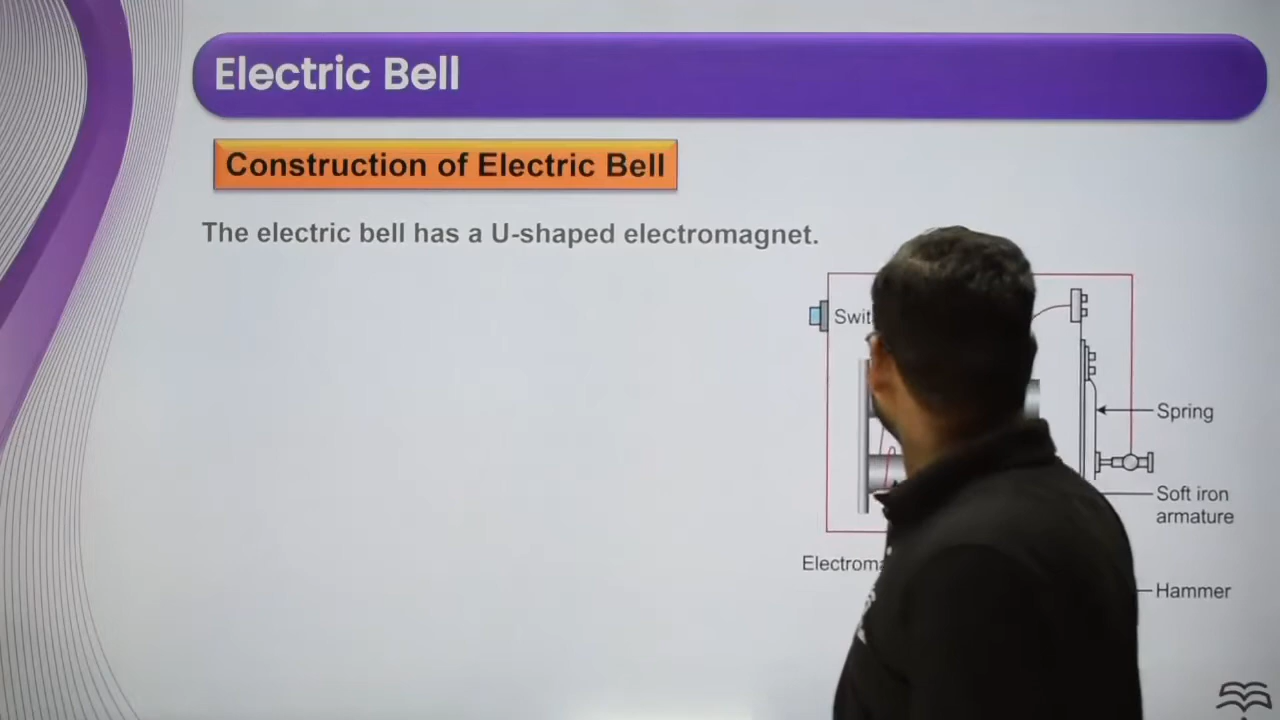 Electric Bell
Construction of Electric Bell
The electric bell has a U-shaped electromagnet.
Spring
Soft iron
armature
Hammer